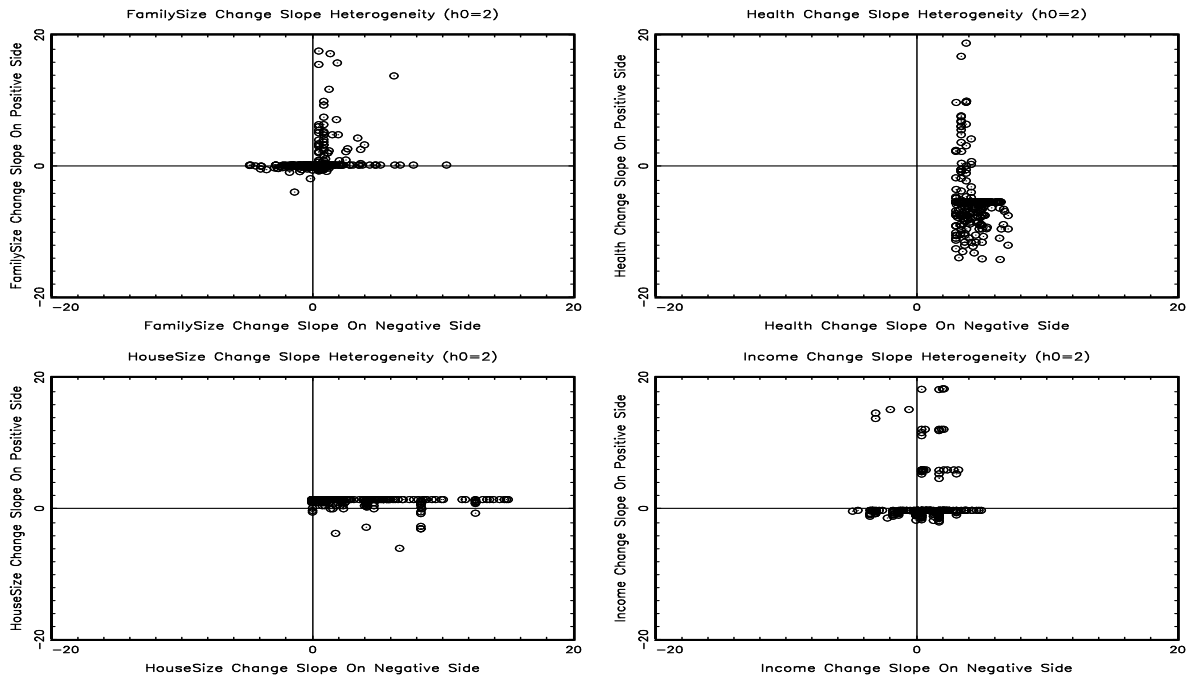 FamilySize Change Slope Heterogeneity (h0=2)
FamilySize Change Slope On Positive Side
20
0
-20
-20 0 20
FamilySize Change Slope On Negative Side
Health Change Slope Heterogeneity (h0=2)
Health Change Slope On Positive Side
20
0
-20
-20 0 20
Health Change Slope On Negative Side
HouseSize Change Slope Heterogeneity (h0=2)
HouseSize Change Slope On Positive Side
20
0
-20
-20 0 20
HouseSize Change Slope On Negative Side
Income Change Slope Heterogeneity (h0=2)
Income Change Slope On Positive Side
20
0
-20
-20 0 20
Income Change Slope On Negative Side